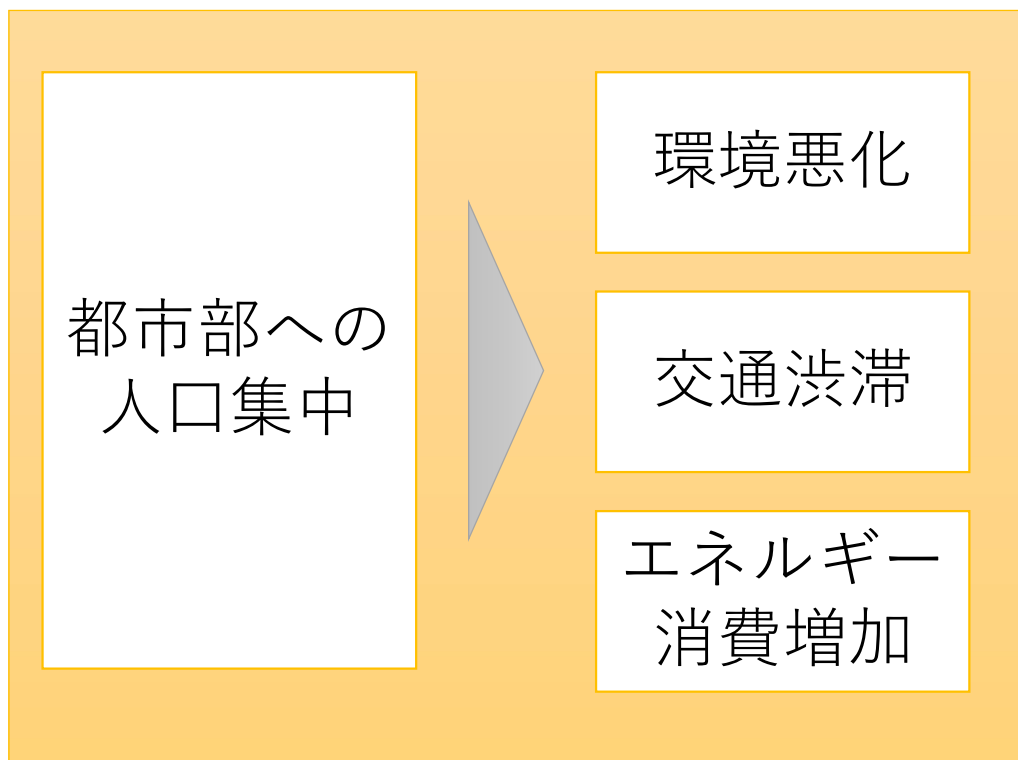 都市部への
人口集中
環境悪化
交通渋滞
エネルギー
消費増加